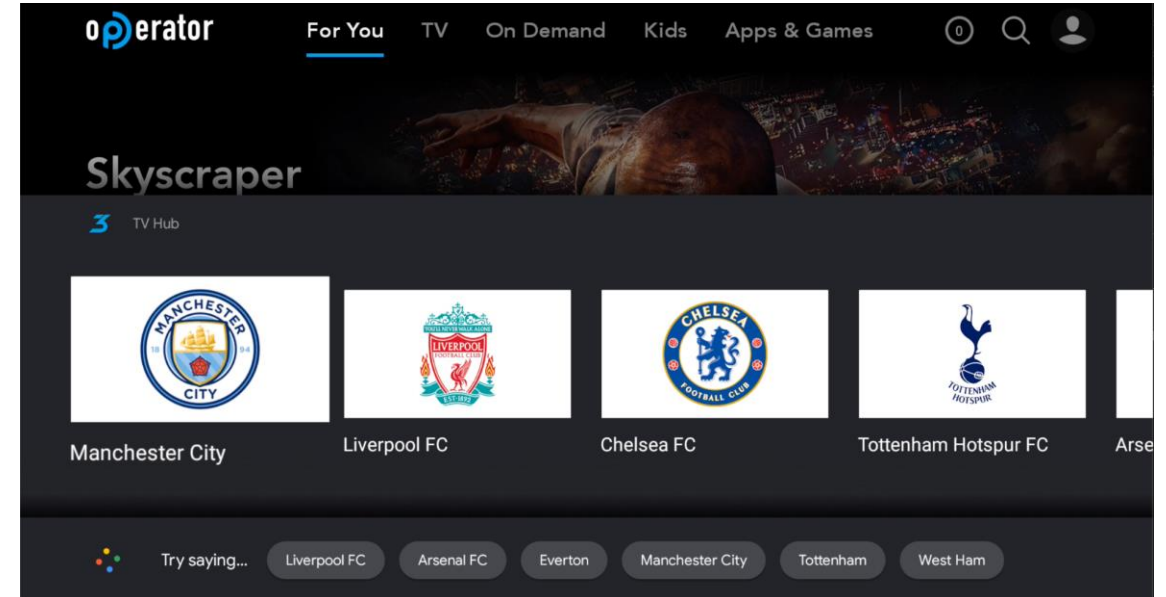 operator
For You
TV
On Demand
Kids
Apps & Games
0
Skyscraper
3
TV Hub
MANCHESTER
18 94
CITY
YOU'LL NEVER WALK ALONE
LIVERPOOL
FOOTBALL CLUB
EST·1892
CHELSEA
FOOTBALL CLUB
TOTTENHAM
HOTSPUR
Manchester City
Liverpool FC
Chelsea FC
Tottenham Hotspur FC
Arse
Try saying...
Liverpool FC
Arsenal FC
Everton
Manchester City
Tottenham
West Ham